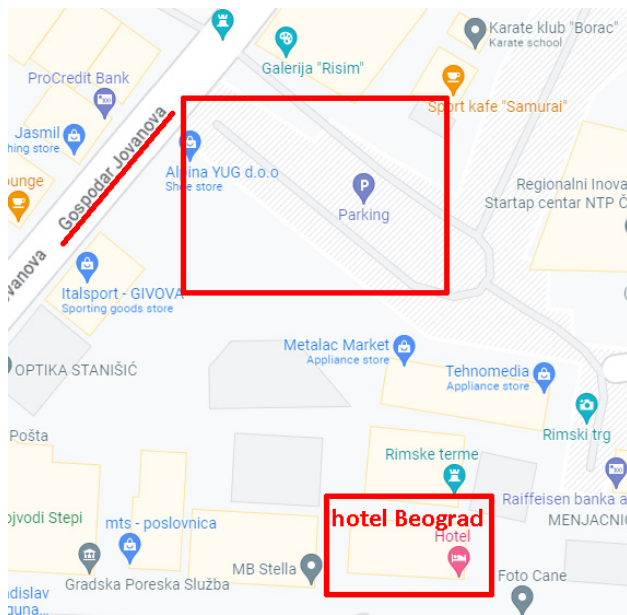 Karate klub "Borac"
Karate school
Galerija "Risim"
ProCredit Bank
Sport kafe "Samurai"
Jasmil
hing store
Gospodar Jovanova
Alpina YUG d.o.o
Shoe store
P
Parking
Regionalni Inova
Startap centar NTP Č
ounge
ovanova
Italsport - GIVOVA
Sporting goods store
Metalac Market
Appliance store
OPTIKA STANIŠIĆ
Tehnomedia
Appliance store
Rimski trg
Pošta
Rimske terme
Raiffeisen banka a
hotel Beograd
MENJAČNIC
ojvodi Stepi
mts - poslovnica
Hotel
MB Stella
Gradska Poreska Služba
Foto Cane
adislav
guna...